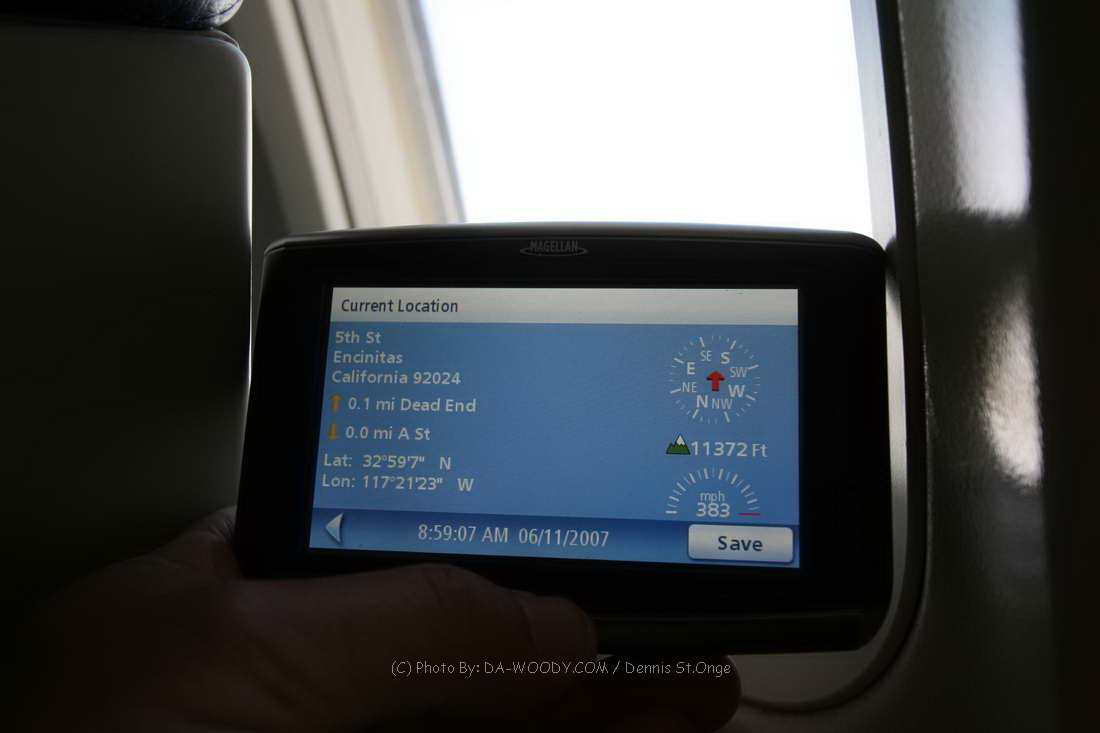 MAGELLAN
Current Location
5th St
Encinitas
California 92024
0.1 mi Dead End
0.0 mi A St
Lat: 32°59'7" N
Lon: 117°21'23" W
SE S
E SW
NE W
N NW
11372 Ft
mph
383
8:59:07 AM 06/11/2007
Save
(C) Photo By: DA-WOODY.COM / Dennis St.Onge